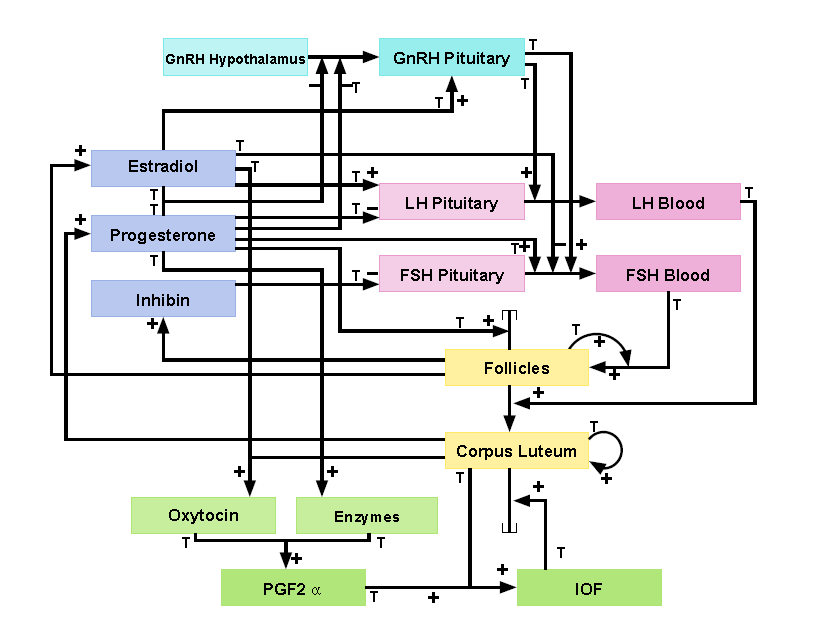 GnRH Hypothalamus
GnRH Pituitary
T
T
T
T +
– –
+
Estradiol
T
T
T
T +
+
LH Pituitary
LH Blood
T
T
T –
+
Progesterone
T
T +
–
+
FSH Pituitary
FSH Blood
T –
Inhibin
+
T
T +
T
+
+
Follicles
+
Corpus Luteum
T
+
T
+
+
+
Oxytocin
Enzymes
T
T
+
T
PGF2 α
T
+
+
IOF